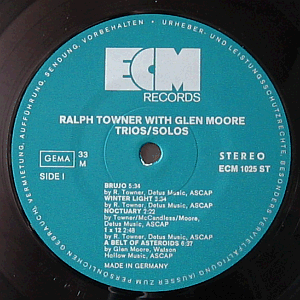 ECM
RECORDS
RALPH TOWNER WITH GLEN MOORE
TRIOS/SOLOS
GEMA
33
M
STEREO
SIDE I
ECM 1025 ST
BRUJO 5:34
by R. Towner, Detus Music, ASCAP
WINTER LIGHT 3:34
by R. Towner, Detus Music, ASCAP
NOCTUARY 2:22
by Towner/McCandless/Moore,
Detus Music, ASCAP
1 x 12 2:48
by R. Towner, Detus Music, ASCAP
A BELT OF ASTEROIDS 6:37
by Glen Moore, Watson
Hollow Music, ASCAP
MADE IN GERMANY
VERMIETUNG, AUFFÜHRUNG, SENDUNG, VORBEHALTEN • URHEBER- UND LEISTUNGSSCHUTZRECHTE